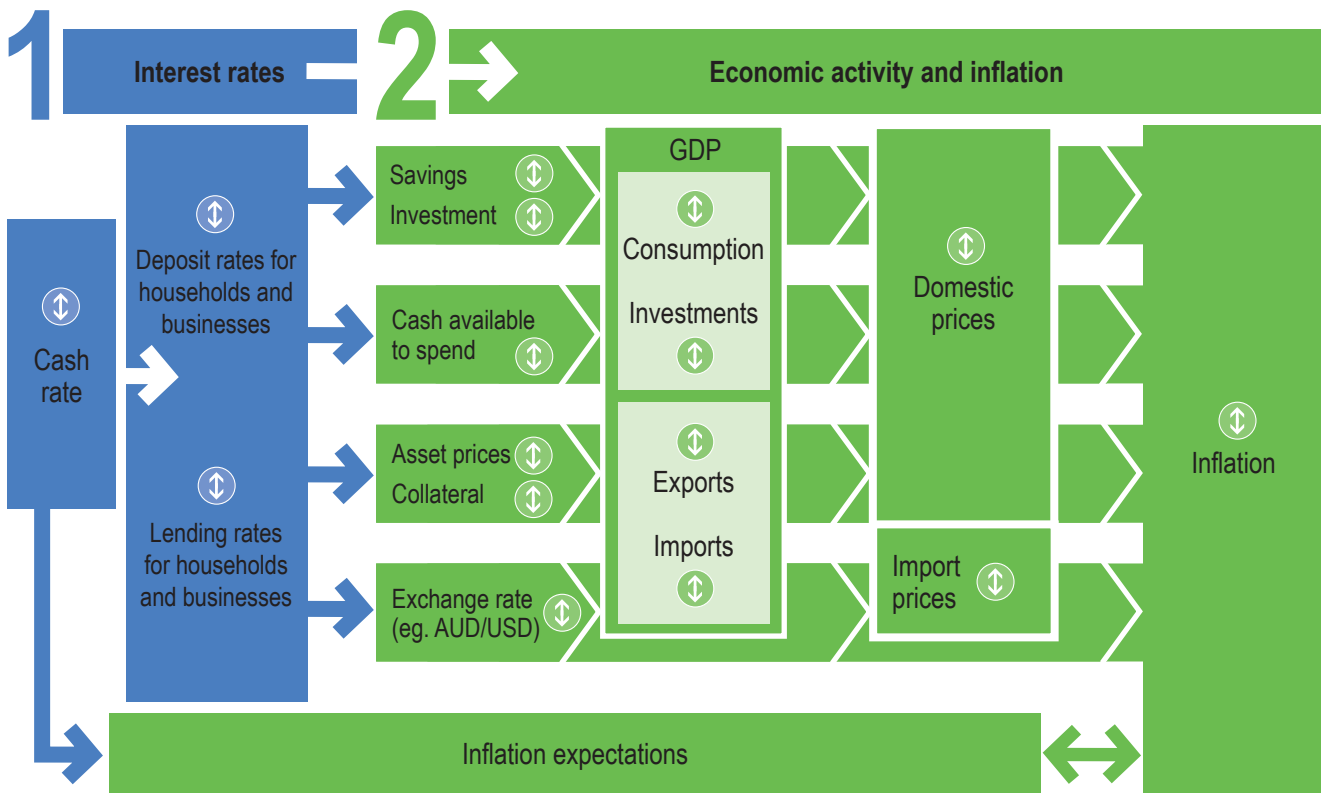 1
Interest rates
2
Economic activity and inflation
Cash
rate
Deposit rates for
households and
businesses
Lending rates
for households
and businesses
Savings
Investment
Cash available
to spend
Asset prices
Collateral
Exchange rate
(eg. AUD/USD)
GDP
Consumption
Investments
Exports
Imports
Domestic
prices
Import
prices
Inflation
Inflation expectations